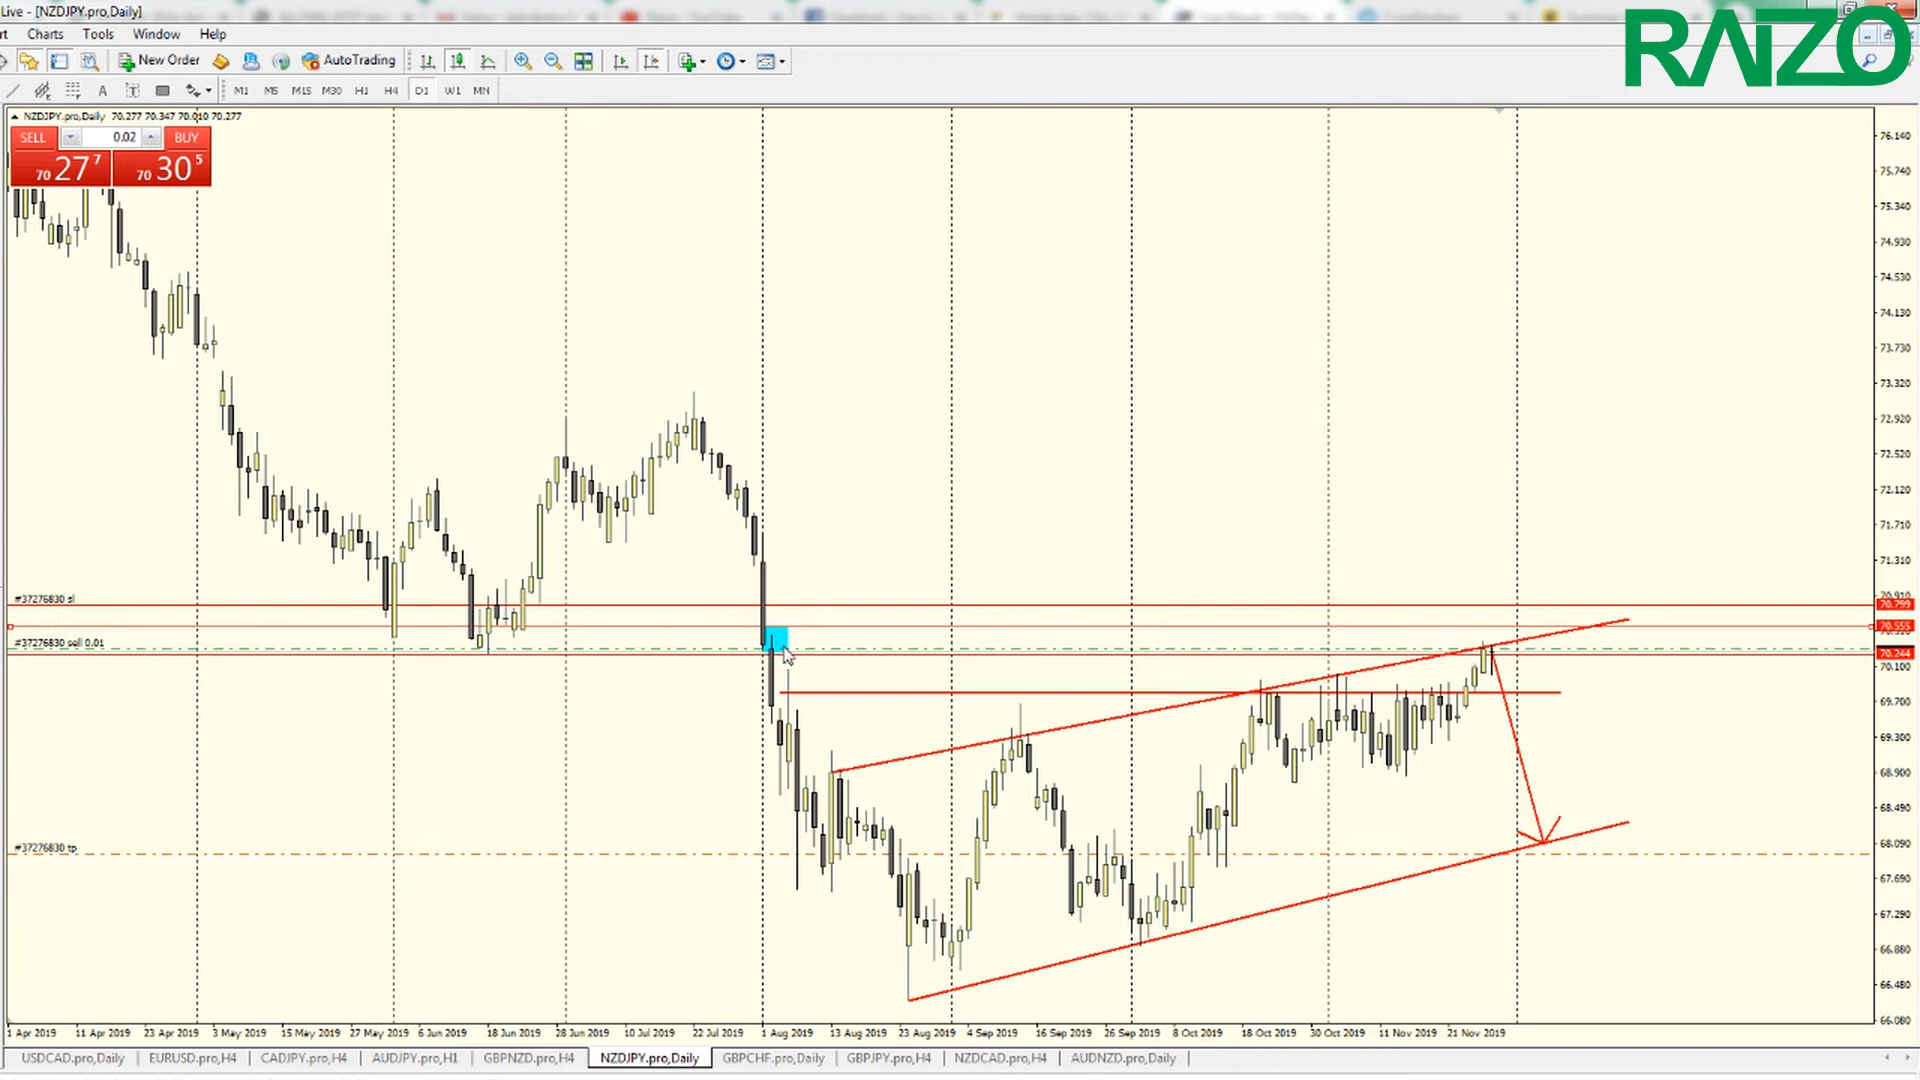 Live - [NZDJPY.pro,Daily]
RAIZO
Charts Tools Window Help
New Order AutoTrading
A T M1 M5 M15 M30 H1 H4 D1 W1 MN
NZDJPY.pro,Daily 70.277 70.347 70.010 70.277
SELL 0.02 BUY
70 27 7 70 30 5
76.140
75.740
75.340
74.930
74.530
74.130
73.730
73.320
72.920
72.520
72.120
71.710
71.310
70.910
#37276830 sl
70.799
70.555
#37276830 sell 0.01
70.244
70.100
69.700
69.300
68.900
68.490
#37276830 tp
68.090
67.690
67.290
66.880
66.480
66.080
1 Apr 2019 11 Apr 2019 23 Apr 2019 3 May 2019 15 May 2019 27 May 2019 6 Jun 2019 18 Jun 2019 28 Jun 2019 10 Jul 2019 22 Jul 2019 1 Aug 2019 13 Aug 2019 23 Aug 2019 4 Sep 2019 16 Sep 2019 26 Sep 2019 8 Oct 2019 18 Oct 2019 30 Oct 2019 11 Nov 2019 21 Nov 2019
USDCAD.pro,Daily EURUSD.pro,H4 CADJPY.pro,H4 AUDJPY.pro,H1 GBPNZD.pro,H4 NZDJPY.pro,Daily GBPCHF.pro,Daily GBPJPY.pro,H4 NZDCAD.pro,H4 AUDNZD.pro,Daily